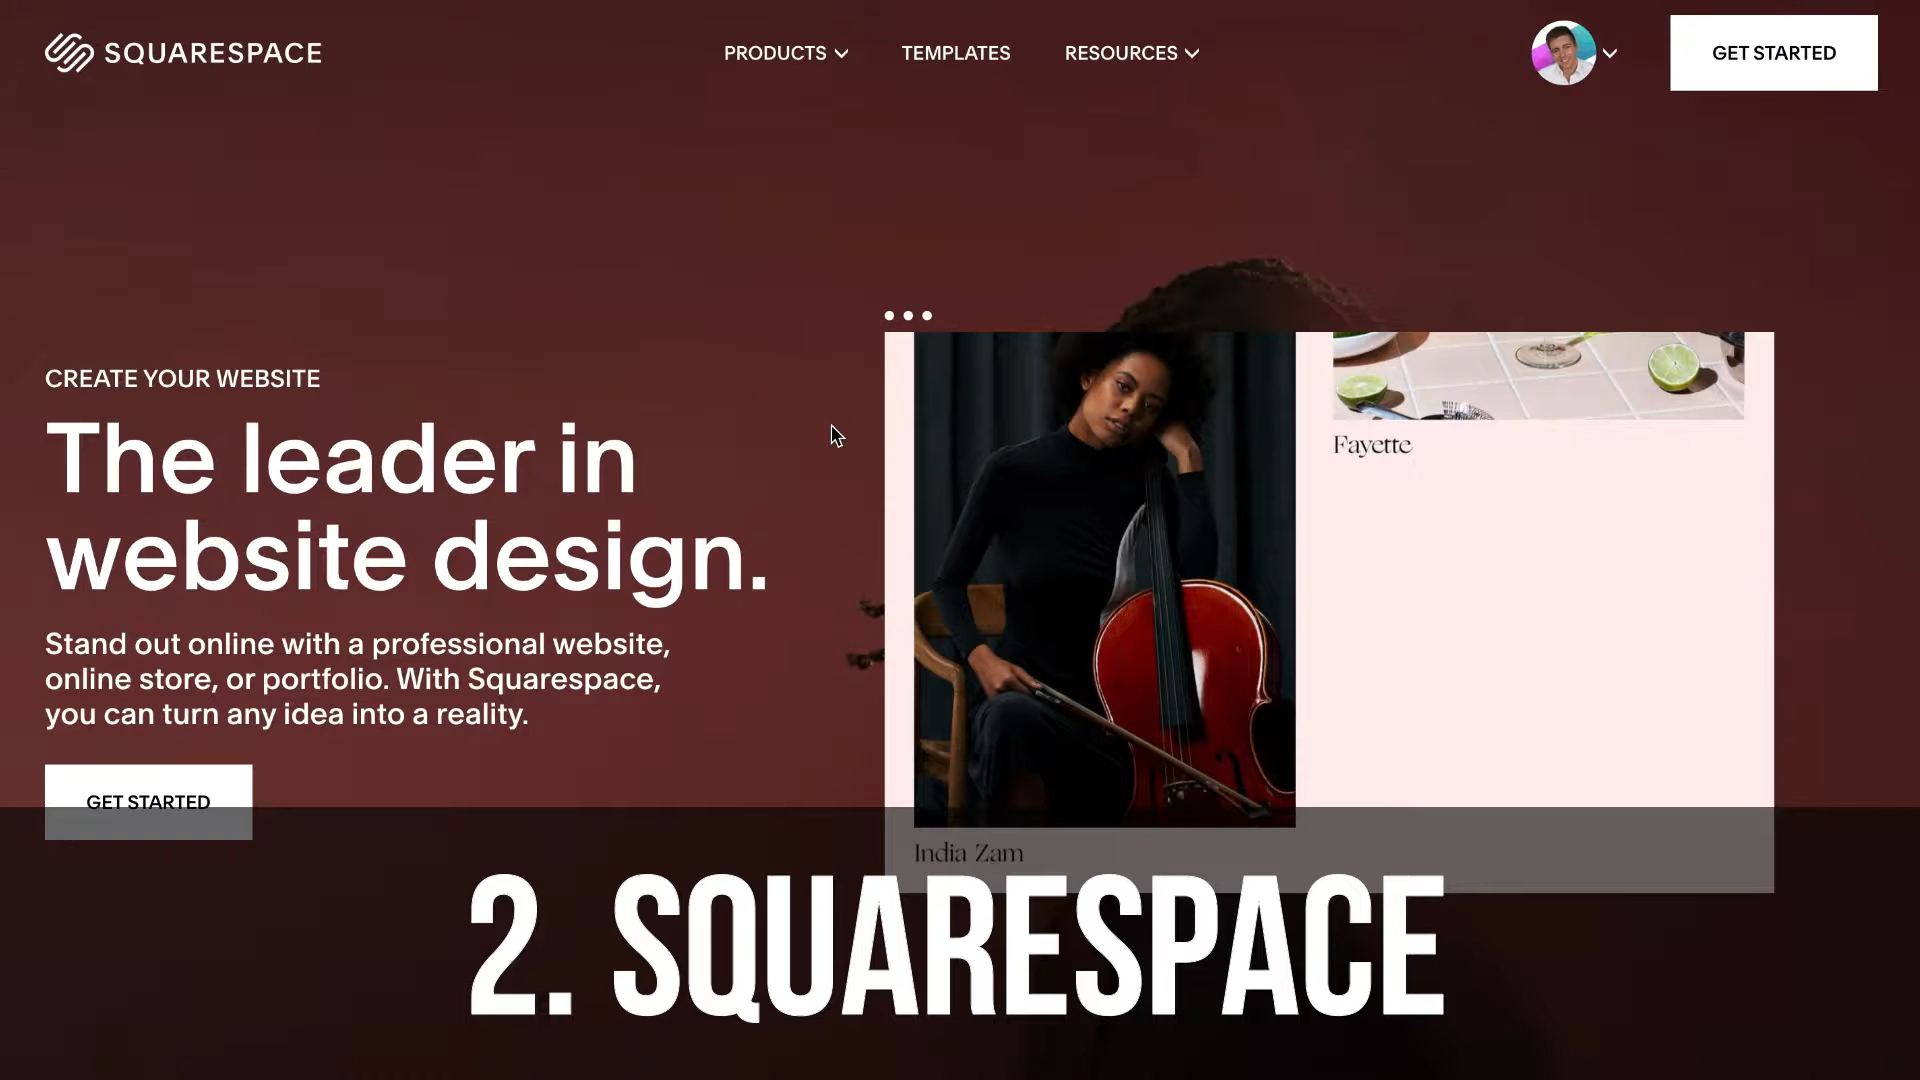 SQUARESPACE
PRODUCTS
TEMPLATES
RESOURCES
GET STARTED
CREATE YOUR WEBSITE
The leader in
website design.
Stand out online with a professional website,
online store, or portfolio. With Squarespace,
you can turn any idea into a reality.
GET STARTED
Fayette
India Zam
2. SQUARESPACE